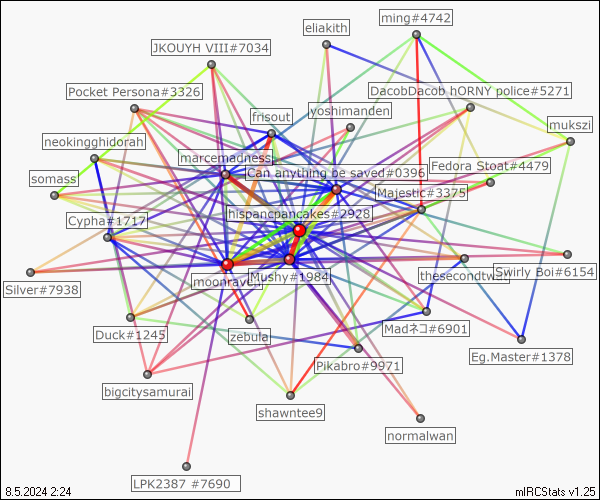 eliakith
ming#4742
JKOUYH VIII#7034
Pocket Persona#3326
DacobDacob hORNY police#5271
frisout
yoshimanden
mukszi
neokingghidorah
marcemadness
Fedora Stoat#4479
somass
Can anything be saved#0396
Majestic#3375
Cypha#1717
hispancpancakes#2928
moonraven
Mushy#1984
thesecondtwit
Swirly Boi#6154
Silver#7938
Duck#1245
zebula
Madネコ#6901
Pikabro#9971
Eg.Master#1378
bigcitysamurai
shawntee9
normalwan
LPK2387 #7690
8.5.2024 2:24
mIRCStats v1.25